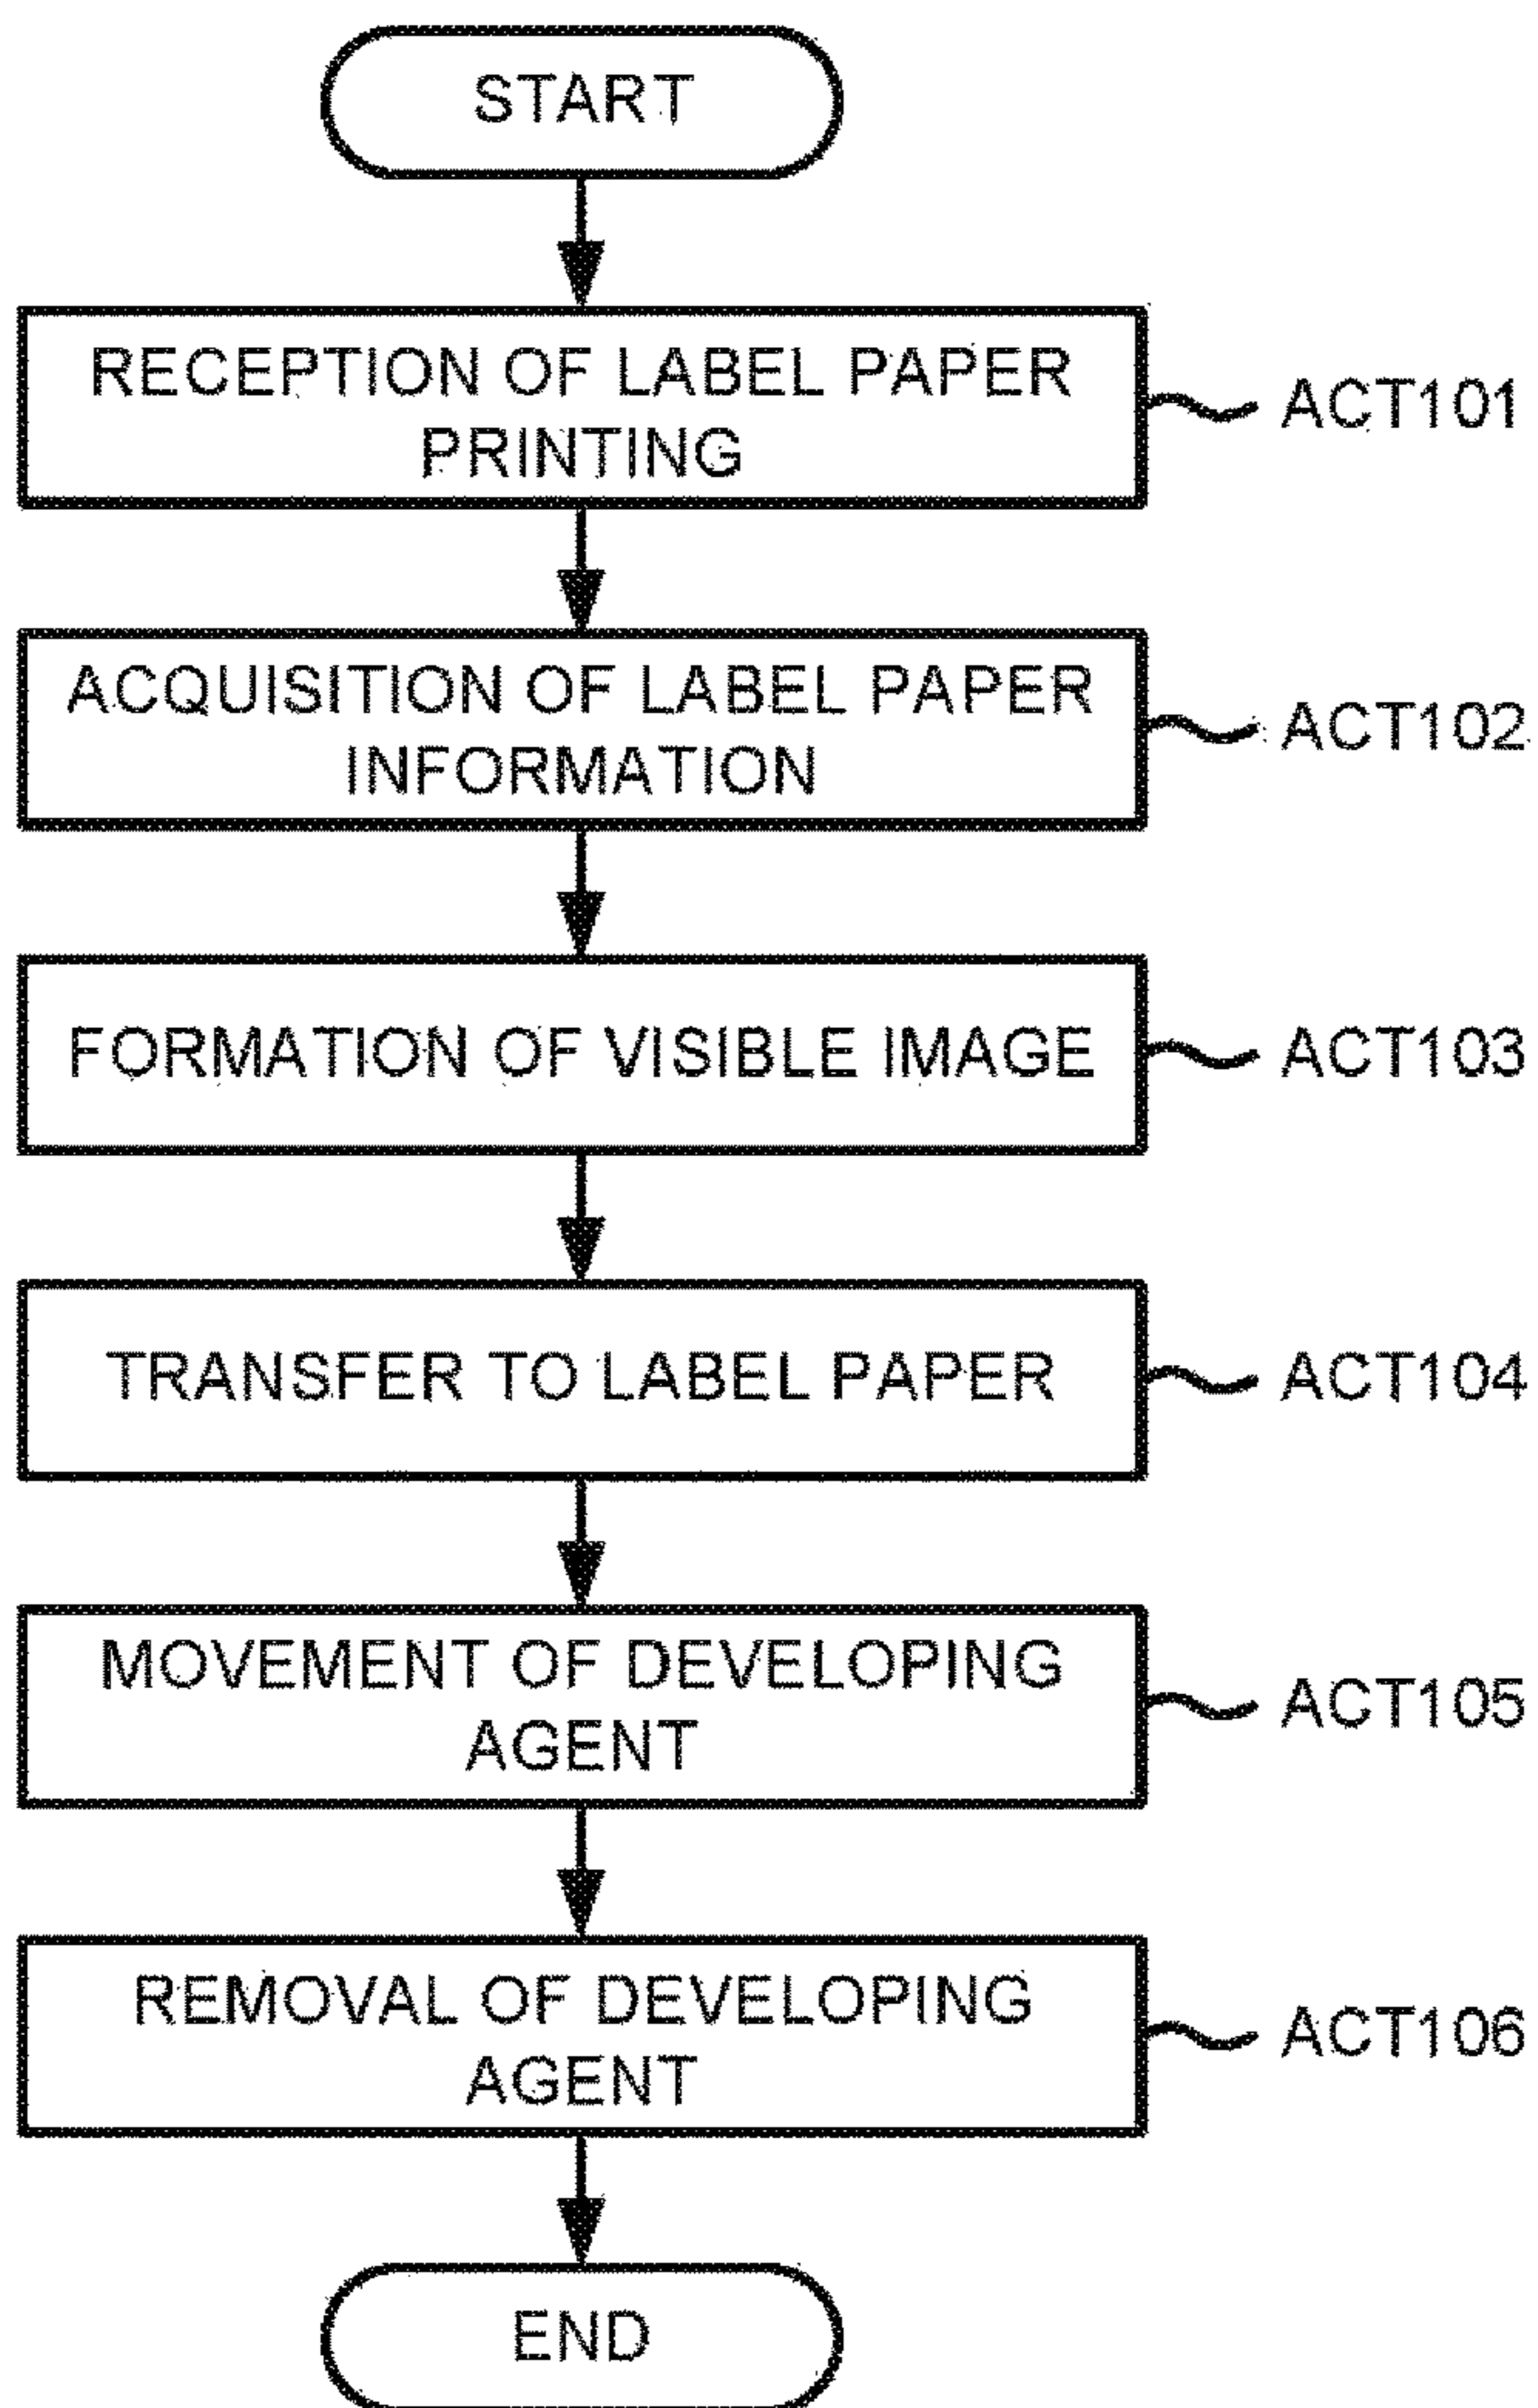 START
RECEPTION OF LABEL PAPER
PRINTING
ACT101
ACQUISITION OF LABEL PAPER
INFORMATION
ACT102
FORMATION OF VISIBLE IMAGE
ACT103
TRANSFER TO LABEL PAPER
ACT104
MOVEMENT OF DEVELOPING
AGENT
ACT105
REMOVAL OF DEVELOPING
AGENT
ACT106
END